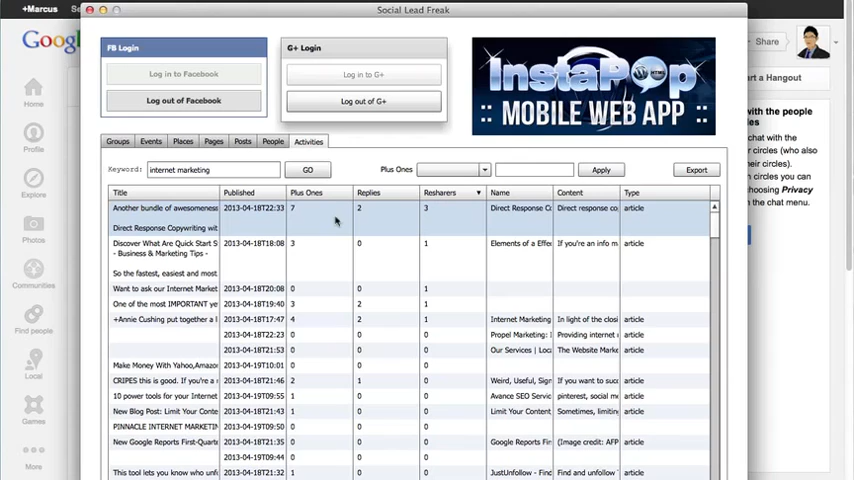 +Marcus
Social Lead Freak
FB Login
Log in to Facebook
Log out of Facebook
G+ Login
Log in to G+
Log out of G+
InstaPop
HTML
:: MOBILE WEB APP ::
Share
Start a Hangout
Home
Profile
Explore
Photos
Communities
Find people
Local
Games
More
with the people
circles (who also
their circles) you
choosing Privacy
on the chat menu.
Groups Events Places Pages Posts People Activities
Keyword: internet marketing GO Plus Ones Apply Export
Title Published Plus Ones Replies Resharers Name Content Type
Another bundle of awesomeness 2013-04-18T22:33 7 2 3 Direct Response Co Direct response co article
Direct Response Copywriting wit
Discover What Are Quick Start S 2013-04-18T18:08 3 0 1 Elements of a Effe If you're an info m article
- Business & Marketing Tips -
So the fastest, easiest and most
Want to ask our Internet Market 2013-04-18T20:08 0 0 1
One of the most IMPORTANT ye 2013-04-18T19:40 3 2 1
+Annie Cushing put together a l 2013-04-18T17:47 4 2 1 Internet Marketing In light of the closi article
2013-04-18T22:23 0 0 0 Propel Marketing: Providing internet article
2013-04-18T21:53 0 0 0 Our Services | Loca The Website Marke article
Make Money With Yahoo,Amazo 2013-04-19T10:01 0 0 0
CRIPES this is good. If you're a 2013-04-18T21:46 2 1 0 Weird, Useful, Sign If you want to succ article
10 power tools for your Internet 2013-04-19T09:55 1 0 0 Avance SEO Servic pinterest, social m article
New Blog Post: Limit Your Conte 2013-04-18T21:43 1 0 0 Limit Your Content, Sometimes, limiting article
PINNACLE INTERNET MARKETIN 2013-04-19T09:50 0 0 0
New Google Reports First-Quarte 2013-04-18T21:35 0 0 0 Google Reports Fir (Image credit: AFP article
2013-04-19T09:44 0 0 0
This tool lets you know who unfo 2013-04-18T21:32 1 0 0 JustUnfollow - Find Find and unfollow article